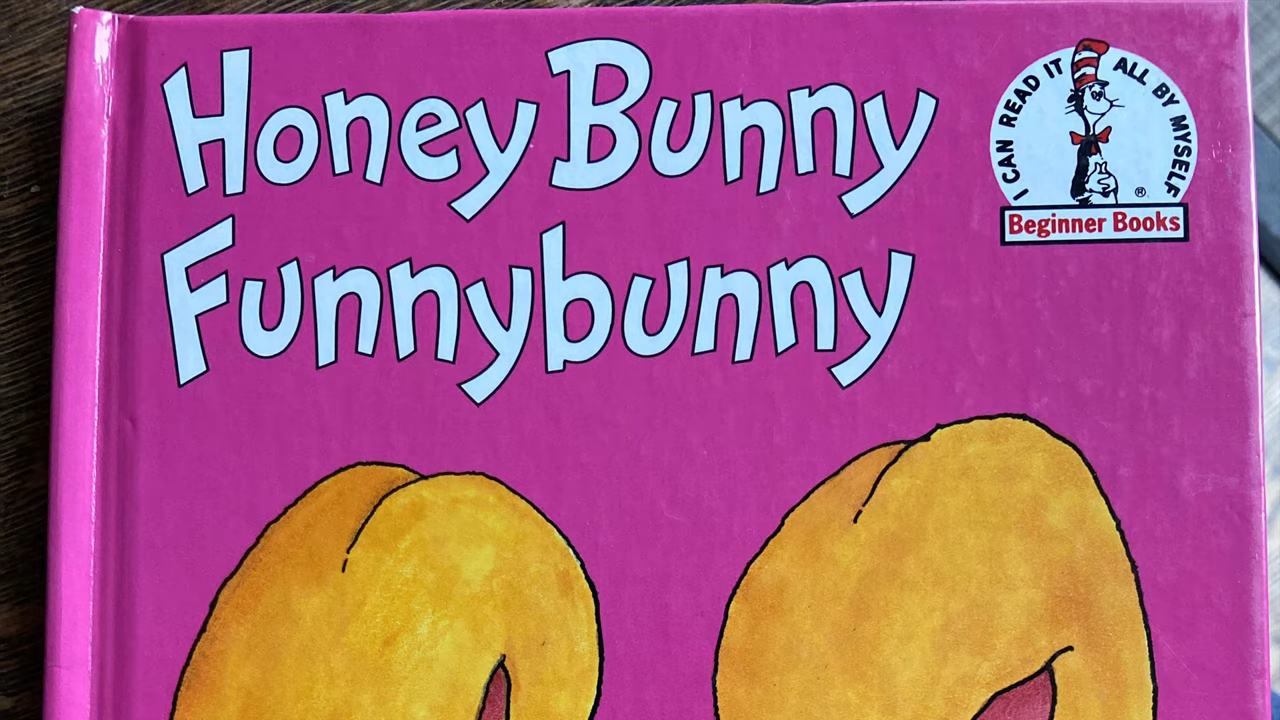 Honey Bunny
Funnybunny
I CAN READ IT ALL BY MYSELF
®
Beginner Books